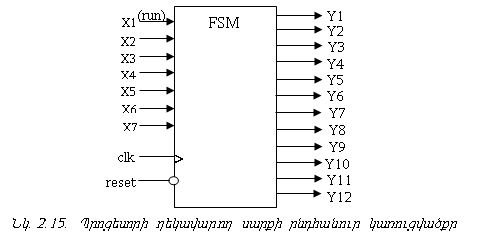 FSM
X1 (run)
X2
X3
X4
X5
X6
X7
clk
reset
Y1
Y2
Y3
Y4
Y5
Y6
Y7
Y8
Y9
Y10
Y11
Y12
Նկ. 2.15. Պրոցեսորի ղեկավարող սարքի ընդհանուր կառուցվածքը